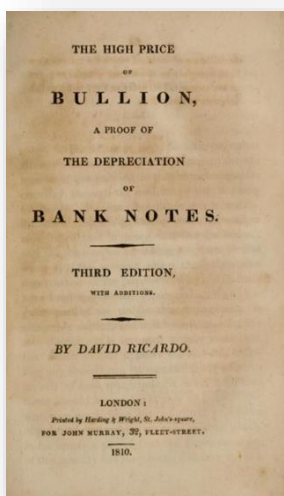 THE HIGH PRICE
OF
BULLION,
A PROOF OF
THE DEPRECIATION
OF
BANK NOTES.
THIRD EDITION,
WITH ADDITIONS.
BY DAVID RICARDO.
LONDON:
Printed by Harding & Wright, St. John's-square,
FOR JOHN MURRAY, 32, FLEET-STREET.
1810.